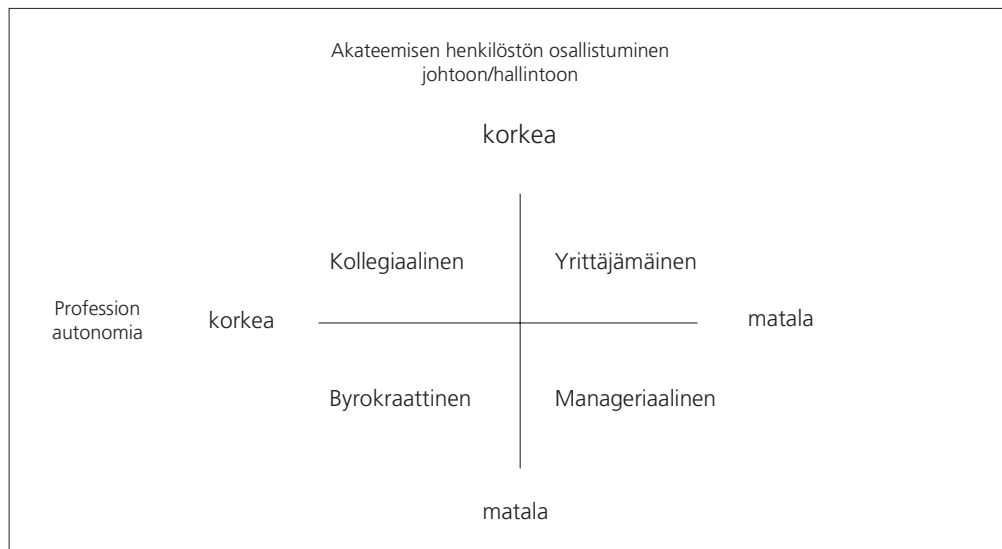 Akateemisen henkilöstön osallistuminen
johtoon/hallintoon
korkea
Kollegiaalinen
Yrittäjämäinen
Profession
autonomia
korkea
matala
Byrokraattinen
Manageriaalinen
matala